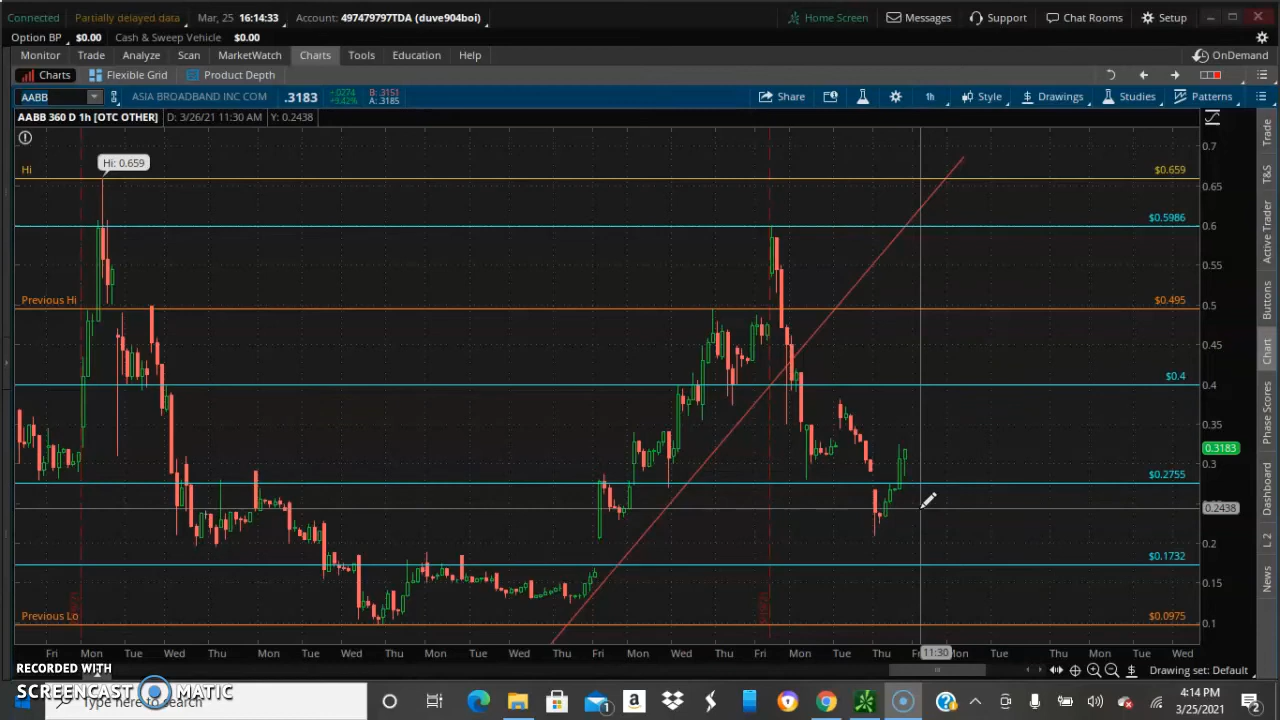 Connected Partially delayed data Mar, 25 16:14:33 Account: 497479797TDA (duve904boi) Home Screen Messages Support Chat Rooms Setup
Option BP $0.00 Cash & Sweep Vehicle $0.00
Monitor Trade Analyze Scan MarketWatch Charts Tools Education Help OnDemand
Charts Flexible Grid Product Depth
AABB ASIA BROADBAND INC COM .3183 .0274 +9.42% B: .3151 A: .3185 Share 1h Style Drawings Studies Patterns
AABB 360 D 1h [OTC OTHER] D: 3/26/21 11:30 AM Y: 0.2438
Hi: 0.659
Hi $0.659
$0.5986
Previous Hi $0.495
$0.4
$0.2755
$0.1732
Previous Lo $0.0975
0.7
0.65
0.6
0.55
0.5
0.45
0.4
0.35
0.3183
0.3
0.2438
0.2
0.15
0.1
Trade
T&S
Active Trader
Buttons
Chart
Phase Scores
Dashboard
L 2
News
Fri Mon Tue Wed Thu Mon Tue Wed Thu Mon Tue Wed Thu Fri Mon Tue Wed Thu Fri Mon Tue Thu 11:30 Mon Tue Wed Thu Mon Tue Wed
RECORDED WITH
SCREENCAST MATIC
Drawing set: Default
Type here to search
4:14 PM
3/25/2021